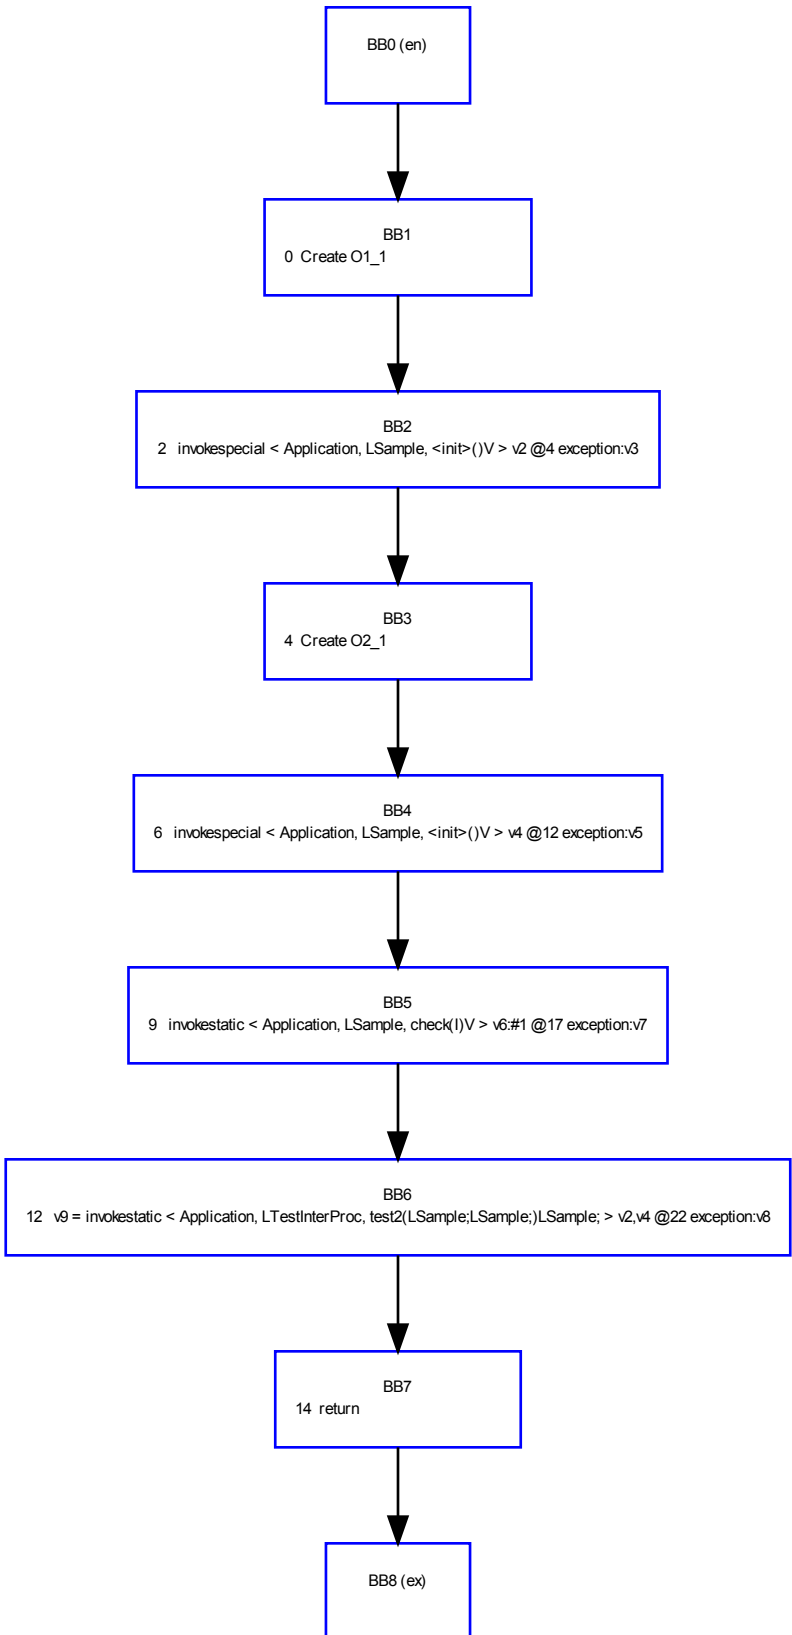 BB0 (en)
BB1
0 Create O1_1
BB2
2 invokespecial < Application, LSample, <init>()V > v2 @4 exception:v3
BB3
4 Create O2_1
BB4
6 invokespecial < Application, LSample, <init>()V > v4 @12 exception:v5
BB5
9 invokestatic < Application, LSample, check(I)V > v6:#1 @17 exception:v7
BB6
12 v9 = invokestatic < Application, LTestInterProc, test2(LSample;LSample;)LSample; > v2,v4 @22 exception:v8
BB7
14 return
BB8 (ex)